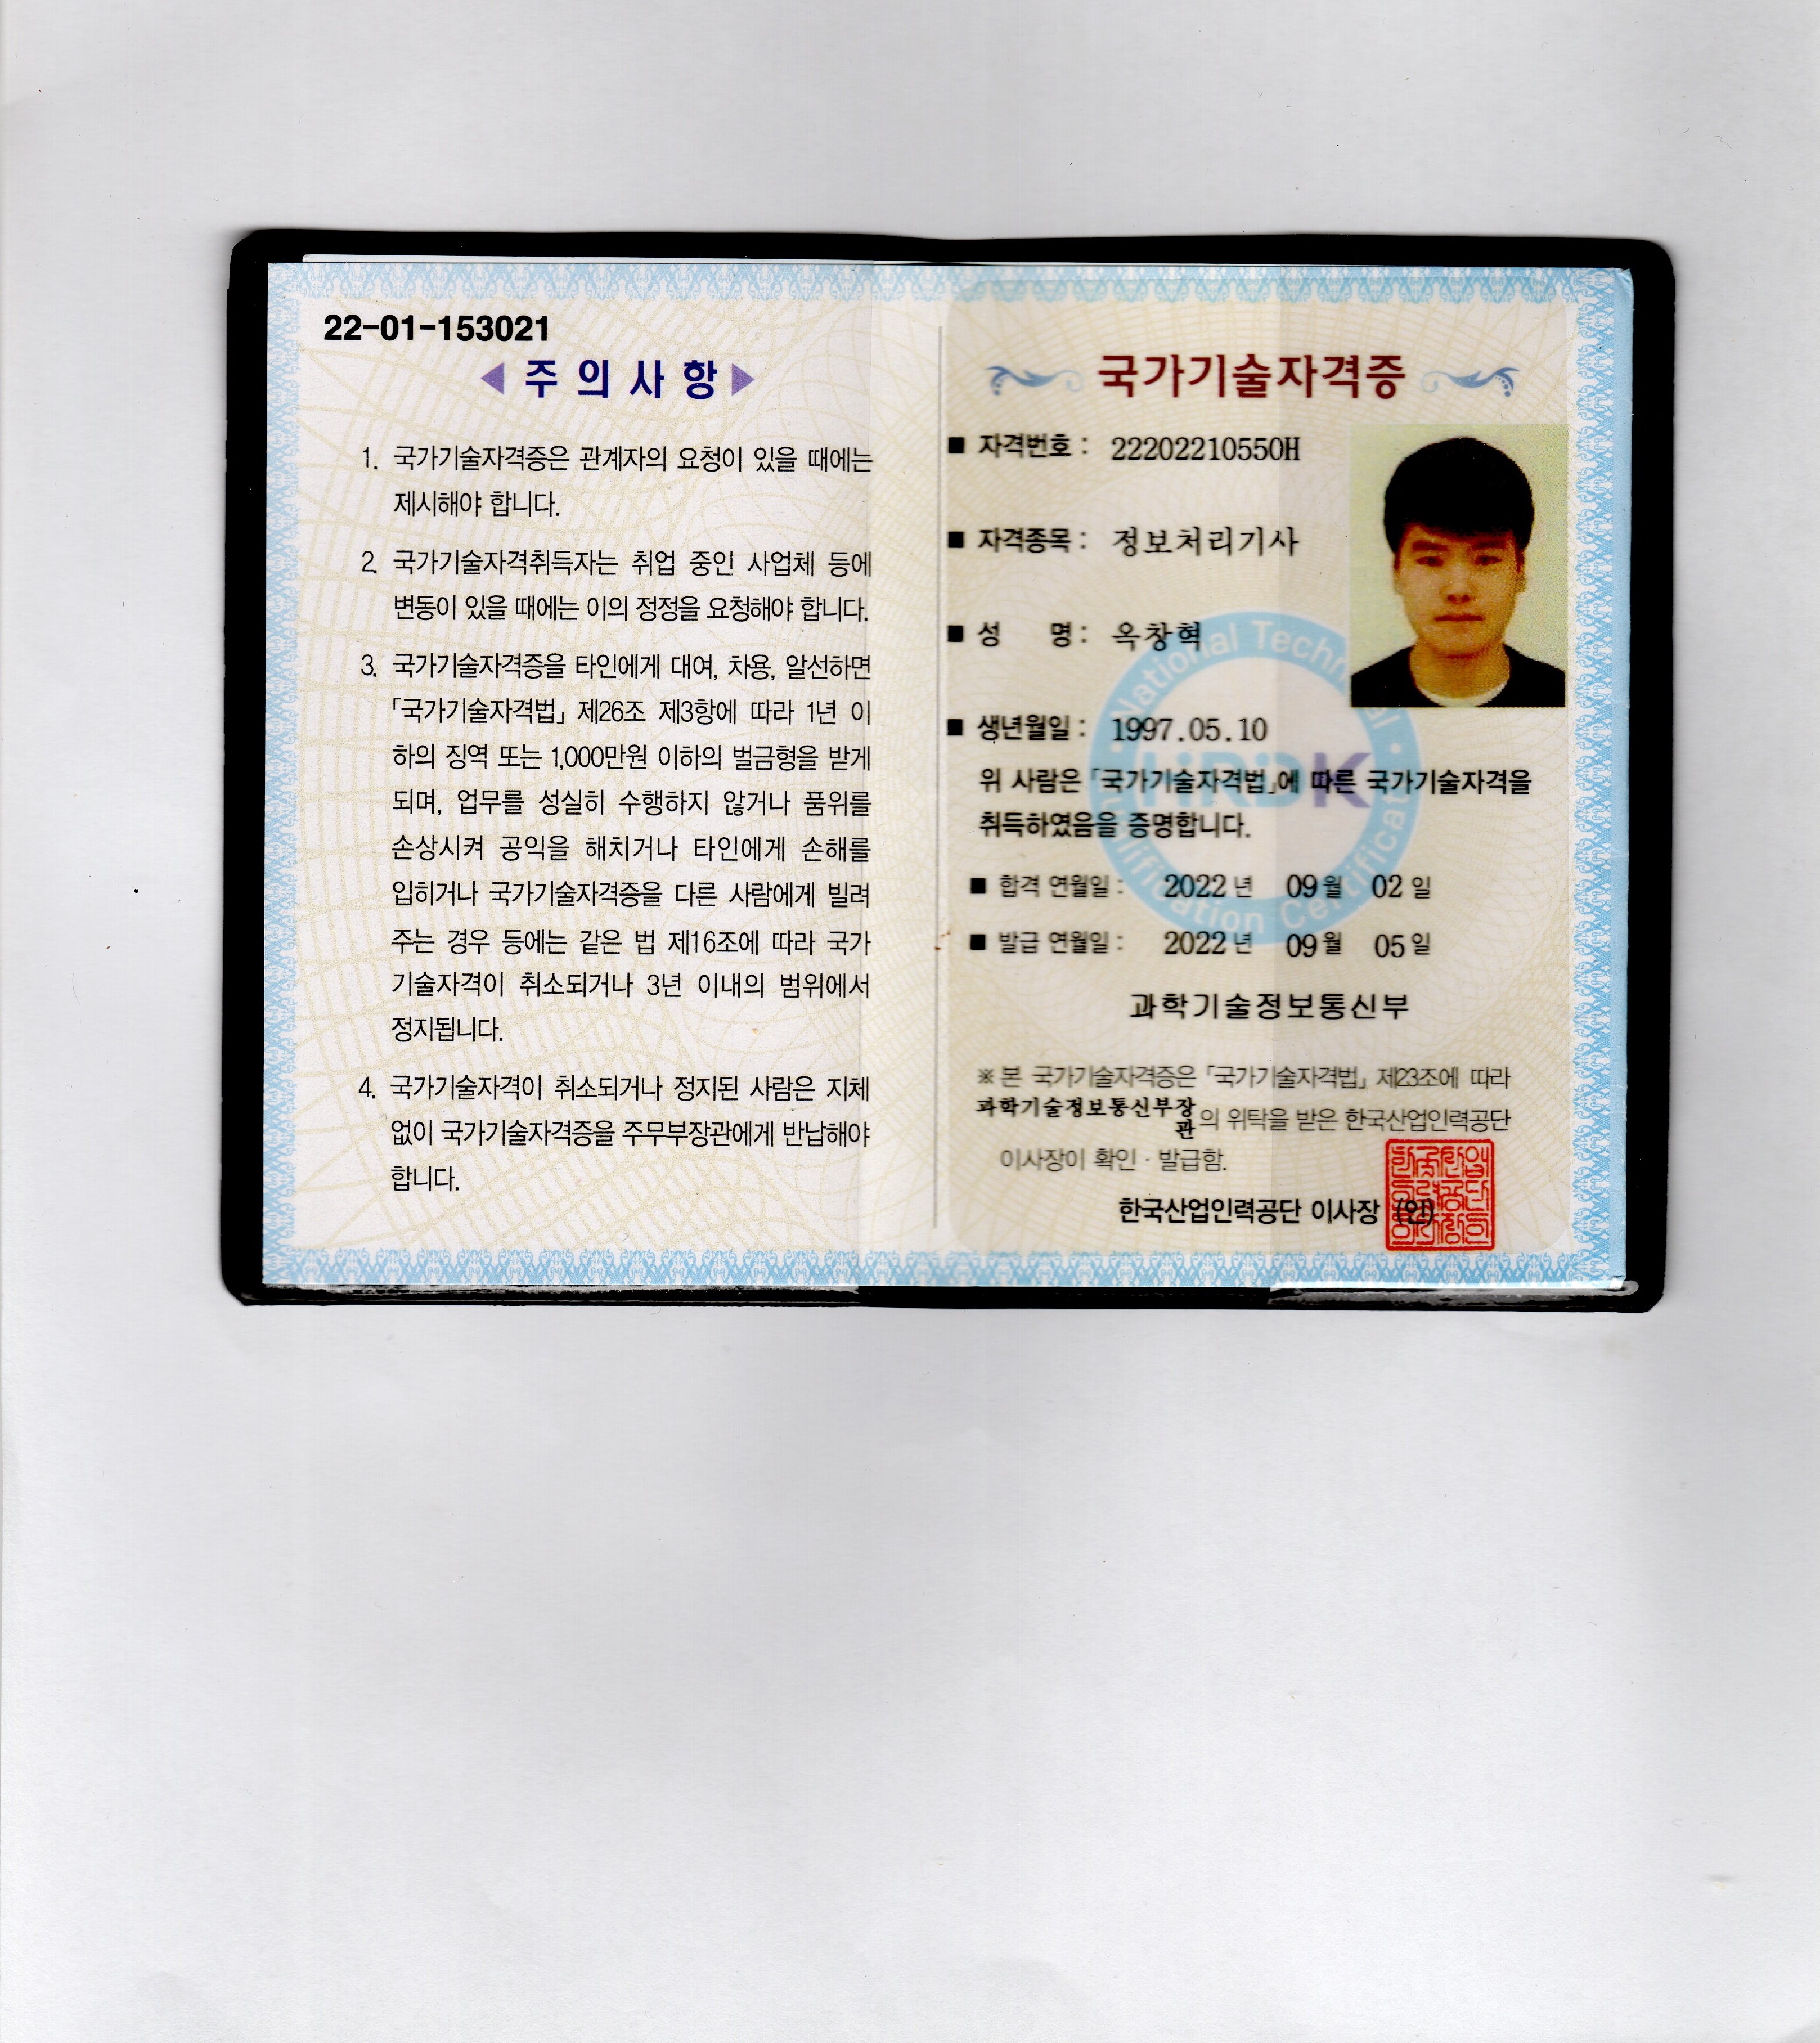 22-01-153021
주의사항
1. 국가기술자격증은 관계자의 요청이 있을 때에는
제시해야 합니다.
2. 국가기술자격취득자는 취업 중인 사업체 등에
변동이 있을 때에는 이의 정정을 요청해야 합니다.
3. 국가기술자격증을 타인에게 대여, 차용, 알선하면
「국가기술자격법」 제26조 제3항에 따라 1년 이
하의 징역 또는 1,000만원 이하의 벌금형을 받게
되며, 업무를 성실히 수행하지 않거나 품위를
손상시켜 공익을 해치거나 타인에게 손해를
입히거나 국가기술자격증을 다른 사람에게 빌려
주는 경우 등에는 같은 법 제16조에 따라 국가
기술자격이 취소되거나 3년 이내의 범위에서
정지됩니다.
4. 국가기술자격이 취소되거나 정지된 사람은 지체
없이 국가기술자격증을 주무부장관에게 반납해야
합니다.
국가기술자격증
■ 자격번호 : 22202210550H
■ 자격종목 : 정보처리기사
■ 성 명 : 옥창혁
■ 생년월일 : 1997.05.10
위 사람은 「국가기술자격법」에 따른 국가기술자격을
취득하였음을 증명합니다.
■ 합격 연월일 : 2022 년 09 월 02 일
■ 발급 연월일 : 2022 년 09 월 05 일
과학기술정보통신부
※ 본 국가기술자격증은 「국가기술자격법」 제23조에 따라
과학기술정보통신부장
관의 위탁을 받은 한국산업인력공단
이사장이 확인 · 발급함.
한국산업인력공단 이사장 (인)
National Technical
Qualification Certificate
HRDK